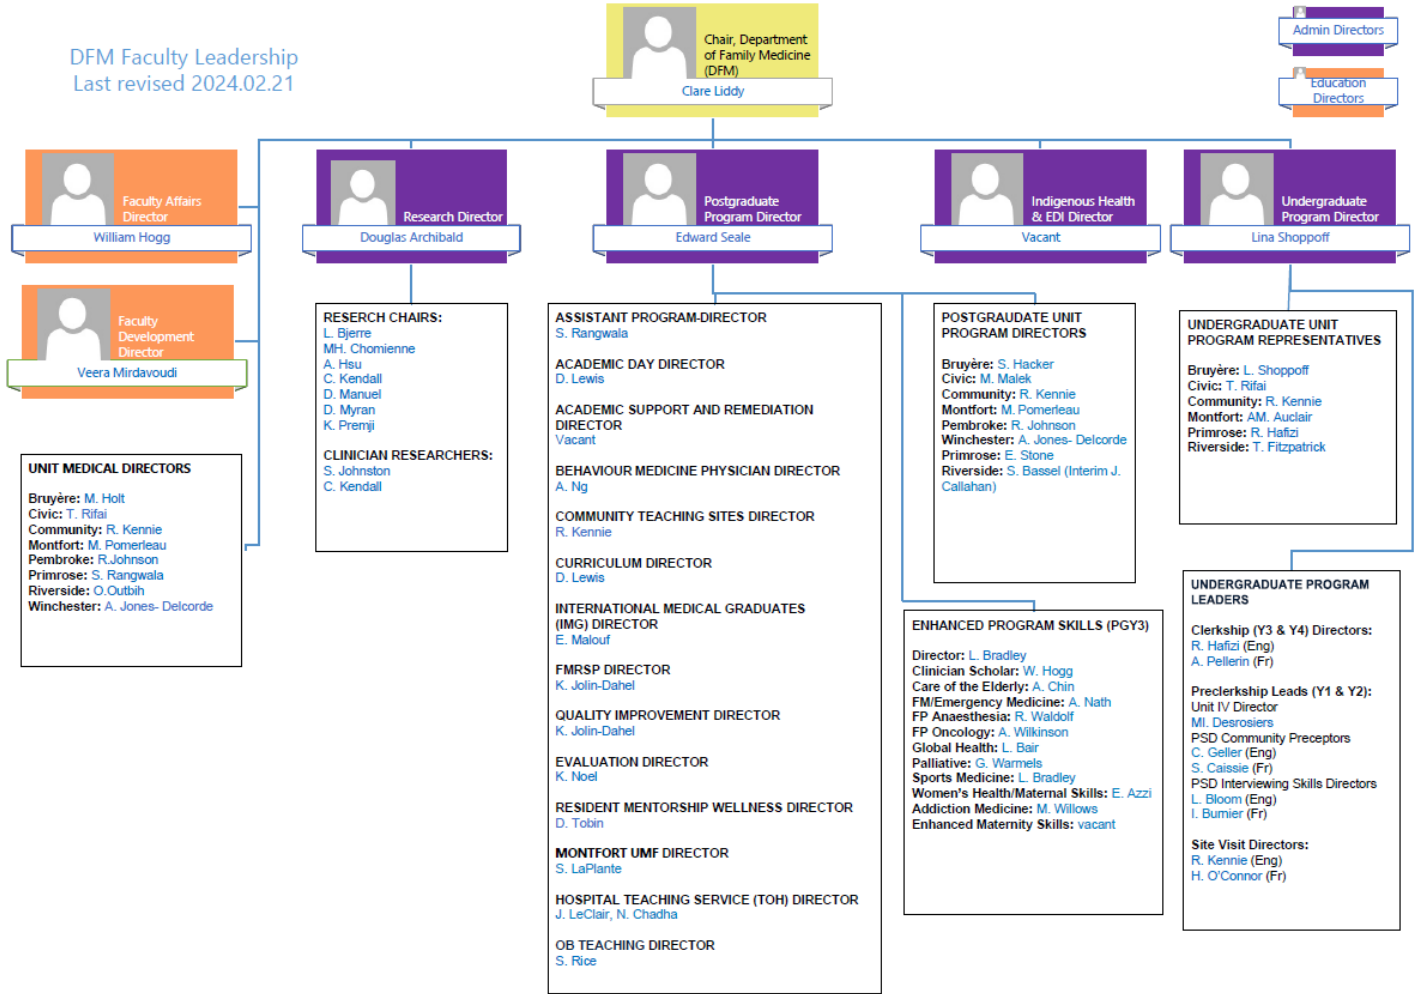 DFM Faculty Leadership
Last revised 2024.02.21
Chair, Department
of Family Medicine
(DFM)
Clare Liddy
Admin Directors
Education
Directors
Faculty Affairs
Director
William Hogg
Faculty
Development
Director
Veera Mirdavoudi
Research Director
Douglas Archibald
Postgraduate
Program Director
Edward Seale
Indigenous Health
& EDI Director
Vacant
Undergraduate
Program Director
Lina Shoppoff
UNIT MEDICAL DIRECTORS
Bruyère: M. Holt
Civic: T. Rifai
Community: R. Kennie
Montfort: M. Pomerleau
Pembroke: R.Johnson
Primrose: S. Rangwala
Riverside: O.Outbih
Winchester: A. Jones- Delcorde
RESERCH CHAIRS:
L. Bjerre
MH. Chomienne
A. Hsu
C. Kendall
D. Manuel
D. Myran
K. Premji
CLINICIAN RESEARCHERS:
S. Johnston
C. Kendall
ASSISTANT PROGRAM-DIRECTOR
S. Rangwala
ACADEMIC DAY DIRECTOR
D. Lewis
ACADEMIC SUPPORT AND REMEDIATION
DIRECTOR
Vacant
BEHAVIOUR MEDICINE PHYSICIAN DIRECTOR
A. Ng
COMMUNITY TEACHING SITES DIRECTOR
R. Kennie
CURRICULUM DIRECTOR
D. Lewis
INTERNATIONAL MEDICAL GRADUATES
(IMG) DIRECTOR
E. Malouf
FMRSP DIRECTOR
K. Jolin-Dahel
QUALITY IMPROVEMENT DIRECTOR
K. Jolin-Dahel
EVALUATION DIRECTOR
K. Noel
RESIDENT MENTORSHIP WELLNESS DIRECTOR
D. Tobin
MONTFORT UMF DIRECTOR
S. LaPlante
HOSPITAL TEACHING SERVICE (TOH) DIRECTOR
J. LeClair, N. Chadha
OB TEACHING DIRECTOR
S. Rice
POSTGRAUDATE UNIT
PROGRAM DIRECTORS
Bruyère: S. Hacker
Civic: M. Malek
Community: R. Kennie
Montfort: M. Pomerleau
Pembroke: R. Johnson
Winchester: A. Jones- Delcorde
Primrose: E. Stone
Riverside: S. Bassel (Interim J.
Callahan)
ENHANCED PROGRAM SKILLS (PGY3)
Director: L. Bradley
Clinician Scholar: W. Hogg
Care of the Elderly: A. Chin
FM/Emergency Medicine: A. Nath
FP Anaesthesia: R. Waldolf
FP Oncology: A. Wilkinson
Global Health: L. Bair
Palliative: G. Warmels
Sports Medicine: L. Bradley
Women's Health/Maternal Skills: E. Azzi
Addiction Medicine: M. Willows
Enhanced Maternity Skills: vacant
UNDERGRADUATE UNIT
PROGRAM REPRESENTATIVES
Bruyère: L. Shoppoff
Civic: T. Rifai
Community: R. Kennie
Montfort: AM. Auclair
Primrose: R. Hafizi
Riverside: T. Fitzpatrick
UNDERGRADUATE PROGRAM
LEADERS
Clerkship (Y3 & Y4) Directors:
R. Hafizi (Eng)
A. Pellerin (Fr)
Preclerkship Leads (Y1 & Y2):
Unit IV Director
MI. Desrosiers
PSD Community Preceptors
C. Geller (Eng)
S. Caissie (Fr)
PSD Interviewing Skills Directors
L. Bloom (Eng)
I. Burnier (Fr)
Site Visit Directors:
R. Kennie (Eng)
H. O'Connor (Fr)